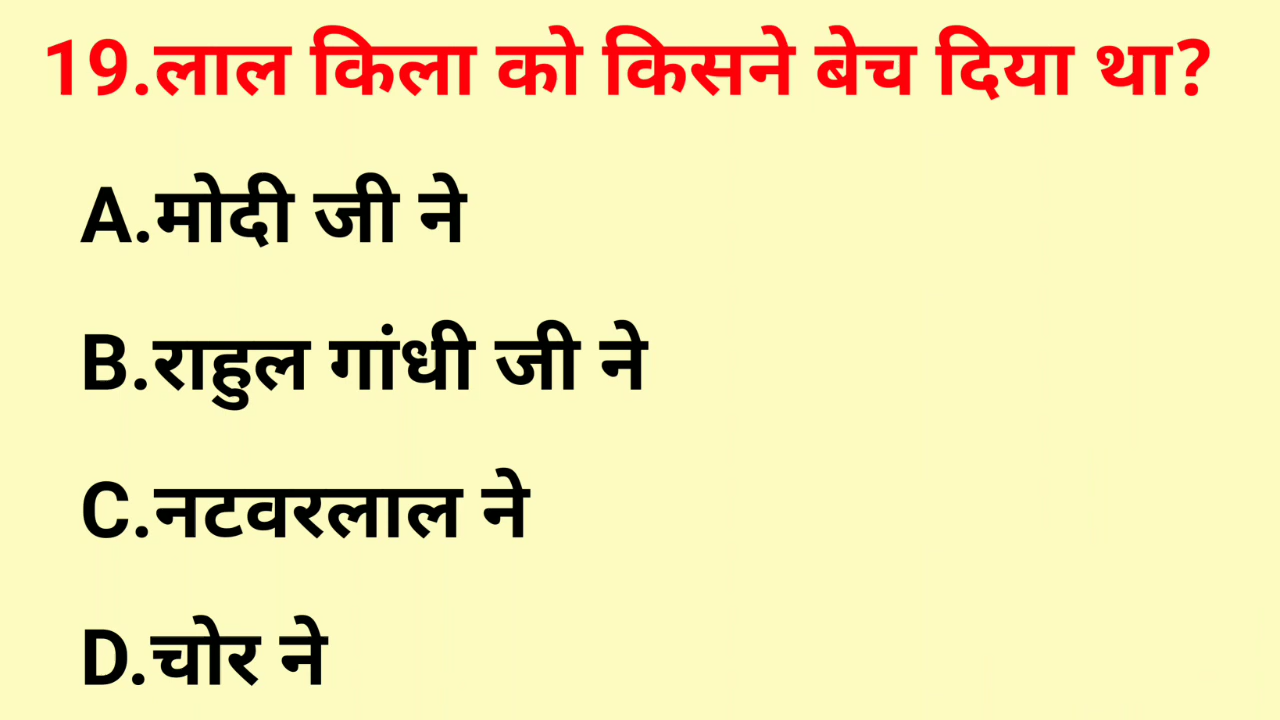 19.लाल किला को किसने बेच दिया था?
A.मोदी जी ने
B.राहुल गांधी जी ने
C.नटवरलाल ने
D.चोर ने